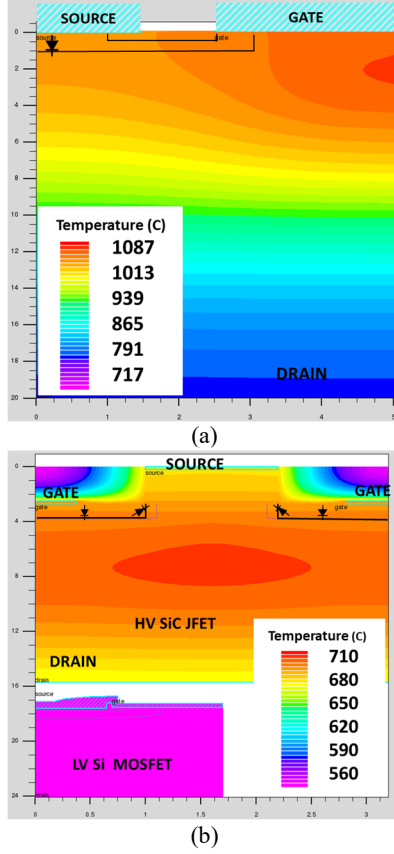 SOURCE GATE
source
gate
0
2
4
6
8
10
12
14
16
18
20
Temperature (C)
1087
1013
939
865
791
717
DRAIN
0 1 2 3 4 5
(a)
SOURCE
source
GATE GATE
gate gate
0
4
8
12
16
20
24
HV SiC JFET
DRAIN
drain
source
gate
LV Si MOSFET
drain
Temperature (C)
710
680
650
620
590
560
0 0.5 1 1.5 2 2.5 3
(b)